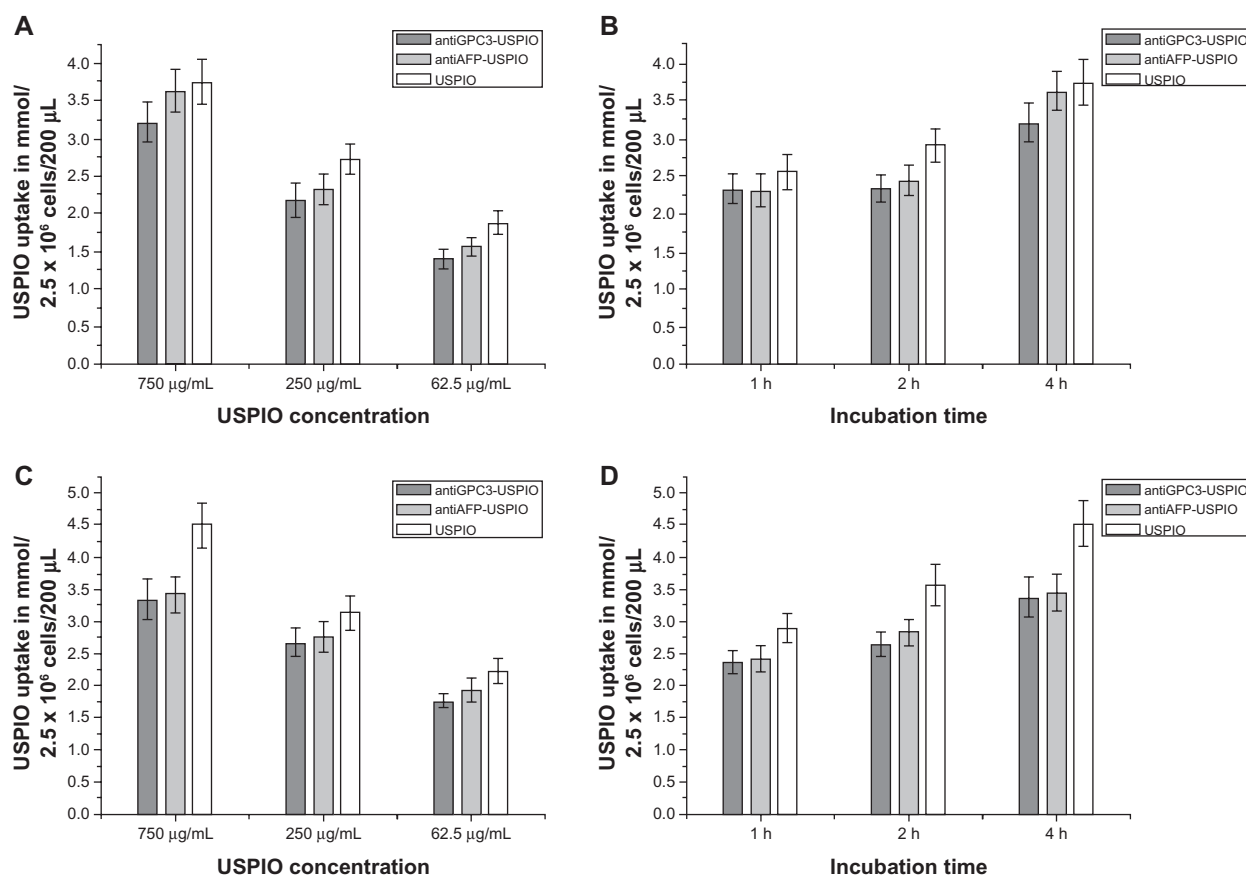 A
antiGPC3-USPIO
antiAFP-USPIO
USPIO
USPIO uptake in mmol/
2.5 x 10⁶ cells/200 µL
4.0
3.5
3.0
2.5
2.0
1.5
1.0
0.5
0.0
750 µg/mL 250 µg/mL 62.5 µg/mL
USPIO concentration
B
antiGPC3-USPIO
antiAFP-USPIO
USPIO
USPIO uptake in mmol/
2.5 x 10⁶ cells/200 µL
4.0
3.5
3.0
2.5
2.0
1.5
1.0
0.5
0.0
1 h 2 h 4 h
Incubation time
C
antiGPC3-USPIO
antiAFP-USPIO
USPIO
USPIO uptake in mmol/
2.5 x 10⁶ cells/200 µL
5.0
4.5
4.0
3.5
3.0
2.5
2.0
1.5
1.0
0.5
0.0
750 µg/mL 250 µg/mL 62.5 µg/mL
USPIO concentration
D
antiGPC3-USPIO
antiAFP-USPIO
USPIO
USPIO uptake in mmol/
2.5 x 10⁶ cells/200 µL
5.0
4.5
4.0
3.5
3.0
2.5
2.0
1.5
1.0
0.5
0.0
1 h 2 h 4 h
Incubation time